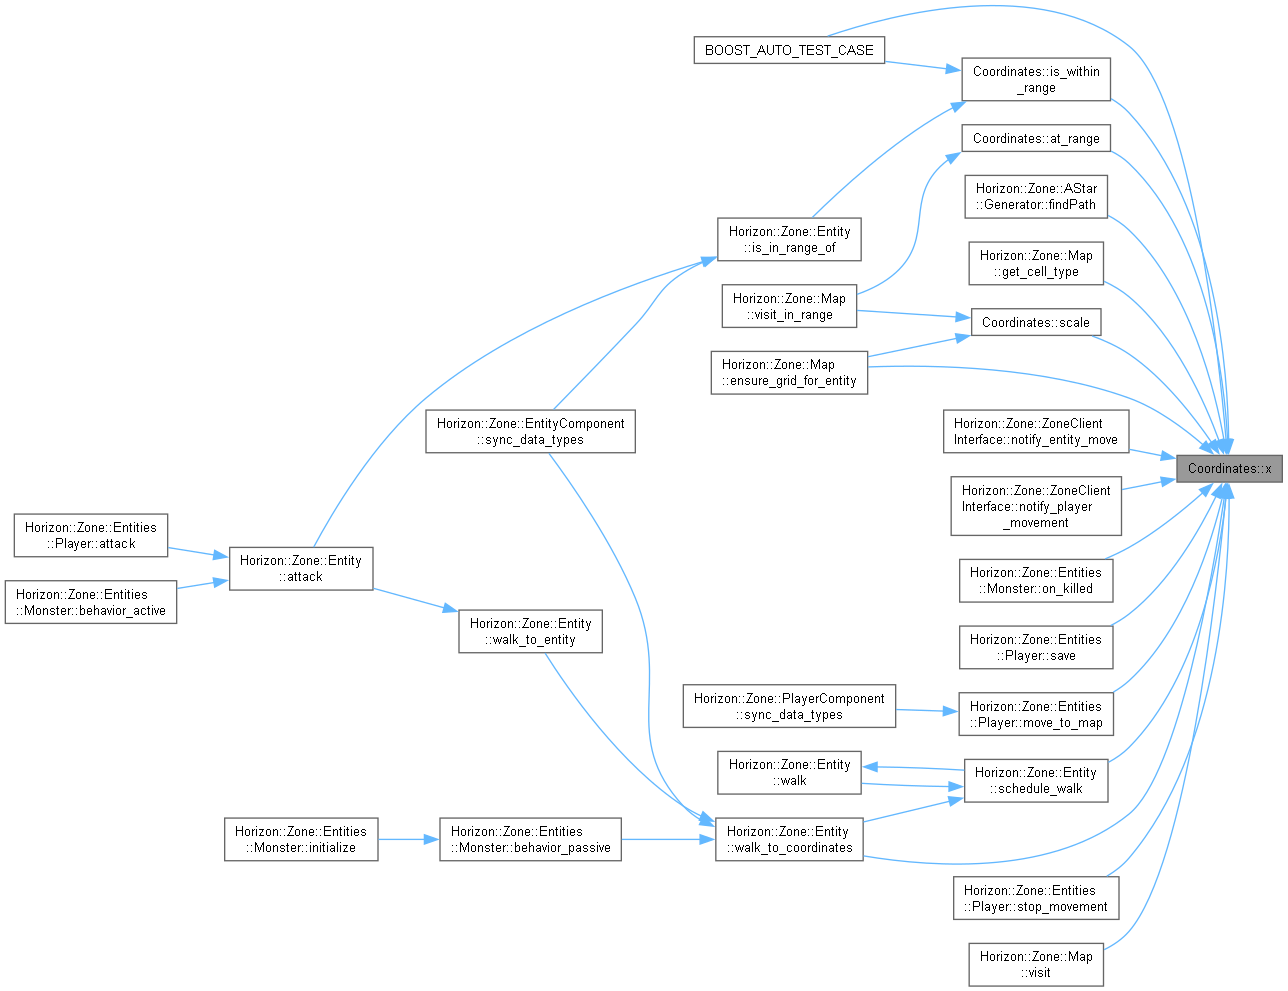 BOOST_AUTO_TEST_CASE
Coordinates::is_within
_range
Coordinates::at_range
Horizon::Zone::AStar
::Generator::findPath
Horizon::Zone::Entity
::is_in_range_of
Horizon::Zone::Map
::get_cell_type
Horizon::Zone::Map
::visit_in_range
Coordinates::scale
Horizon::Zone::Map
::ensure_grid_for_entity
Horizon::Zone::EntityComponent
::sync_data_types
Horizon::Zone::ZoneClient
Interface::notify_entity_move
Coordinates::x
Horizon::Zone::ZoneClient
Interface::notify_player
_movement
Horizon::Zone::Entities
::Player::attack
Horizon::Zone::Entity
::attack
Horizon::Zone::Entities
::Monster::on_killed
Horizon::Zone::Entities
::Monster::behavior_active
Horizon::Zone::Entity
::walk_to_entity
Horizon::Zone::Entities
::Player::save
Horizon::Zone::PlayerComponent
::sync_data_types
Horizon::Zone::Entities
::Player::move_to_map
Horizon::Zone::Entity
::walk
Horizon::Zone::Entity
::schedule_walk
Horizon::Zone::Entities
::Monster::initialize
Horizon::Zone::Entities
::Monster::behavior_passive
Horizon::Zone::Entity
::walk_to_coordinates
Horizon::Zone::Entities
::Player::stop_movement
Horizon::Zone::Map
::visit